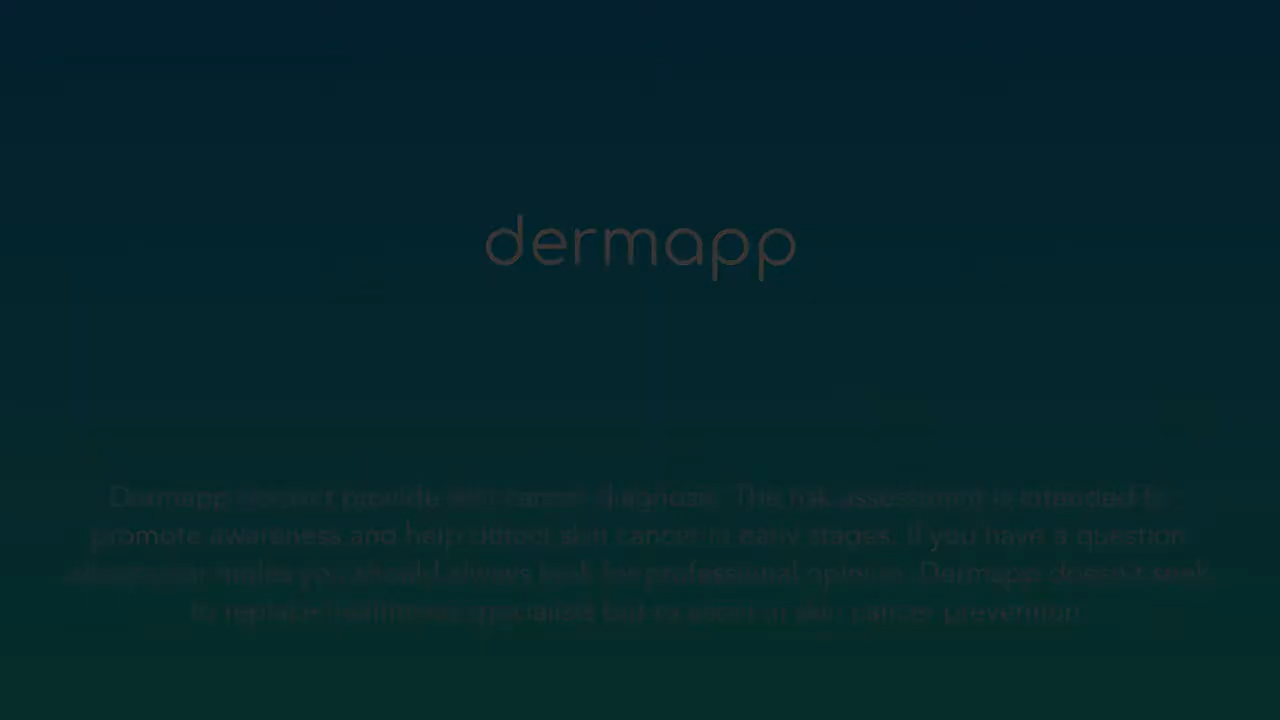 dermapp
Dermapp doesn't provide skin cancer diagnosis. The risk assessment is intended to
promote awareness and help detect skin cancer in early stages. If you have a question
about your moles you should always look for professional opinion. Dermapp doesn't seek
to replace specialists but to assist in skin cancer prevention.